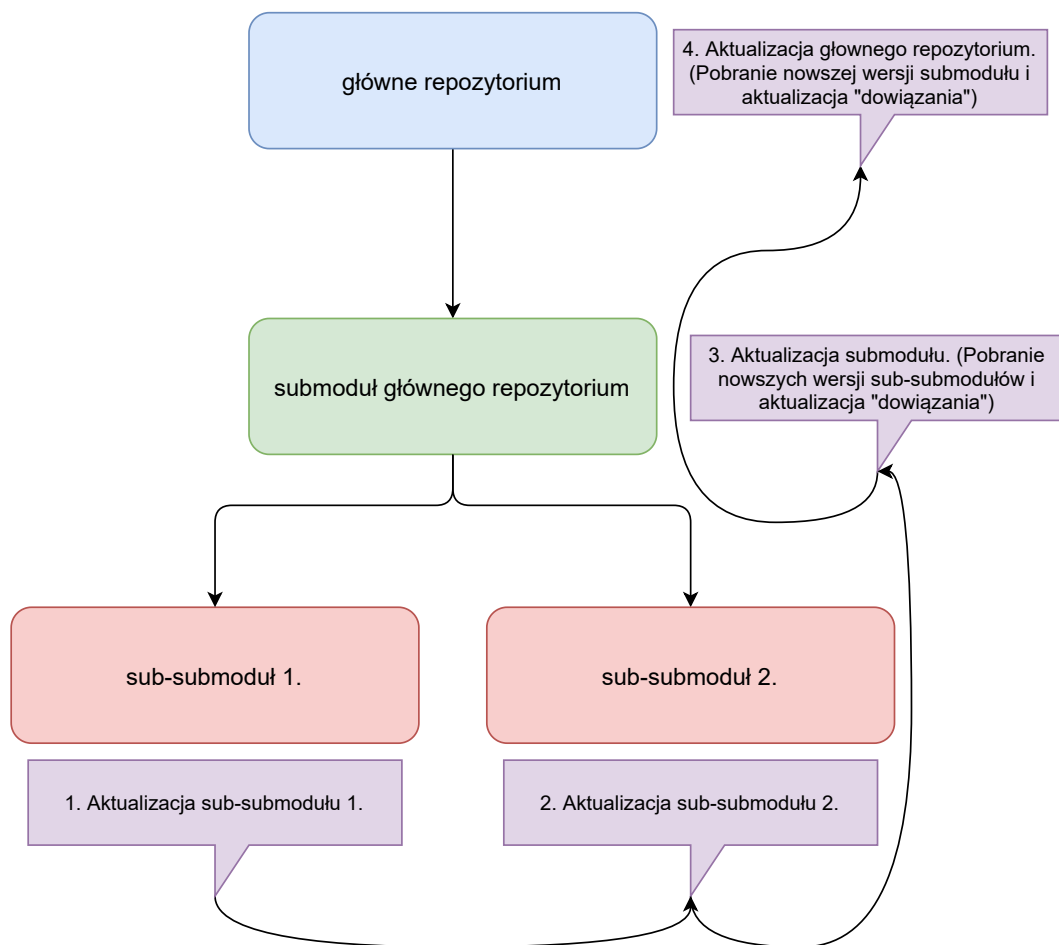 główne repozytorium
4. Aktualizacja głownego repozytorium.
(Pobranie nowszej wersji submodułu i
aktualizacja "dowiązania")
submoduł głównego repozytorium
3. Aktualizacja submodułu. (Pobranie
nowszych wersji sub-submodułów i
aktualizacja "dowiązania")
sub-submoduł 1.
sub-submoduł 2.
1. Aktualizacja sub-submodułu 1.
2. Aktualizacja sub-submodułu 2.